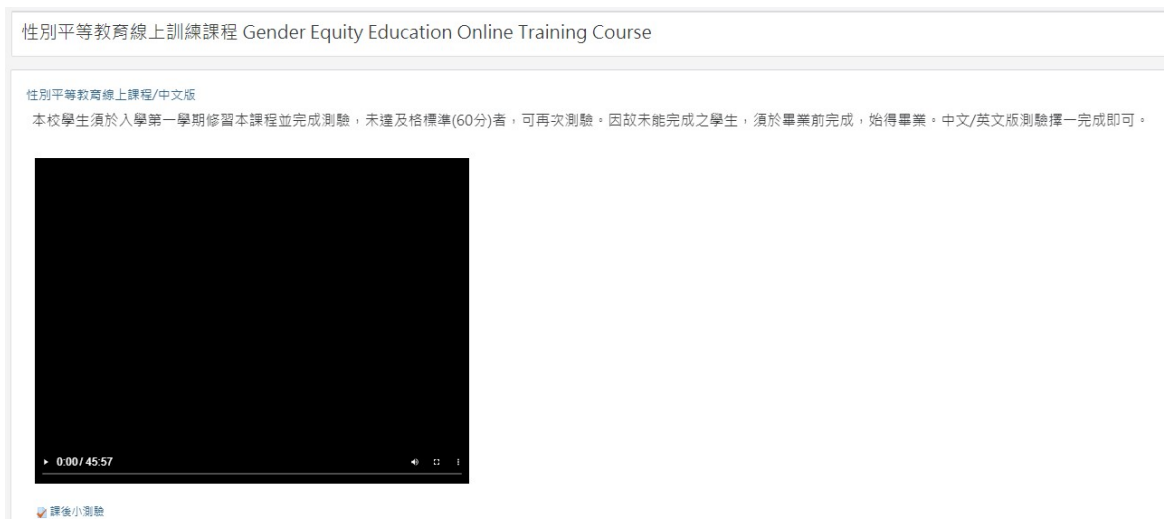 性別平等教育線上訓練課程 Gender Equity Education Online Training Course
性別平等教育線上課程/中文版
本校學生須於入學第一學期修習本課程並完成測驗，未達及格標準(60分)者，可再次測驗。因故未能完成之學生，須於畢業前完成，始得畢業。中文/英文版測驗擇一完成即可。
0:00 / 45:57
課後小測驗